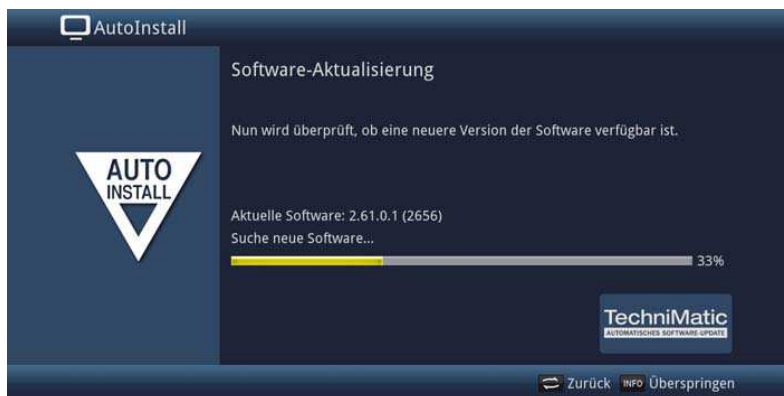 AutoInstall
Software-Aktualisierung
Nun wird überprüft, ob eine neuere Version der Software verfügbar ist.
AUTO
INSTALL
Aktuelle Software: 2.61.0.1 (2656)
Suche neue Software...
33%
TechniMatic
AUTOMATISCHES SOFTWARE-UPDATE
Zurück INFO Überspringen